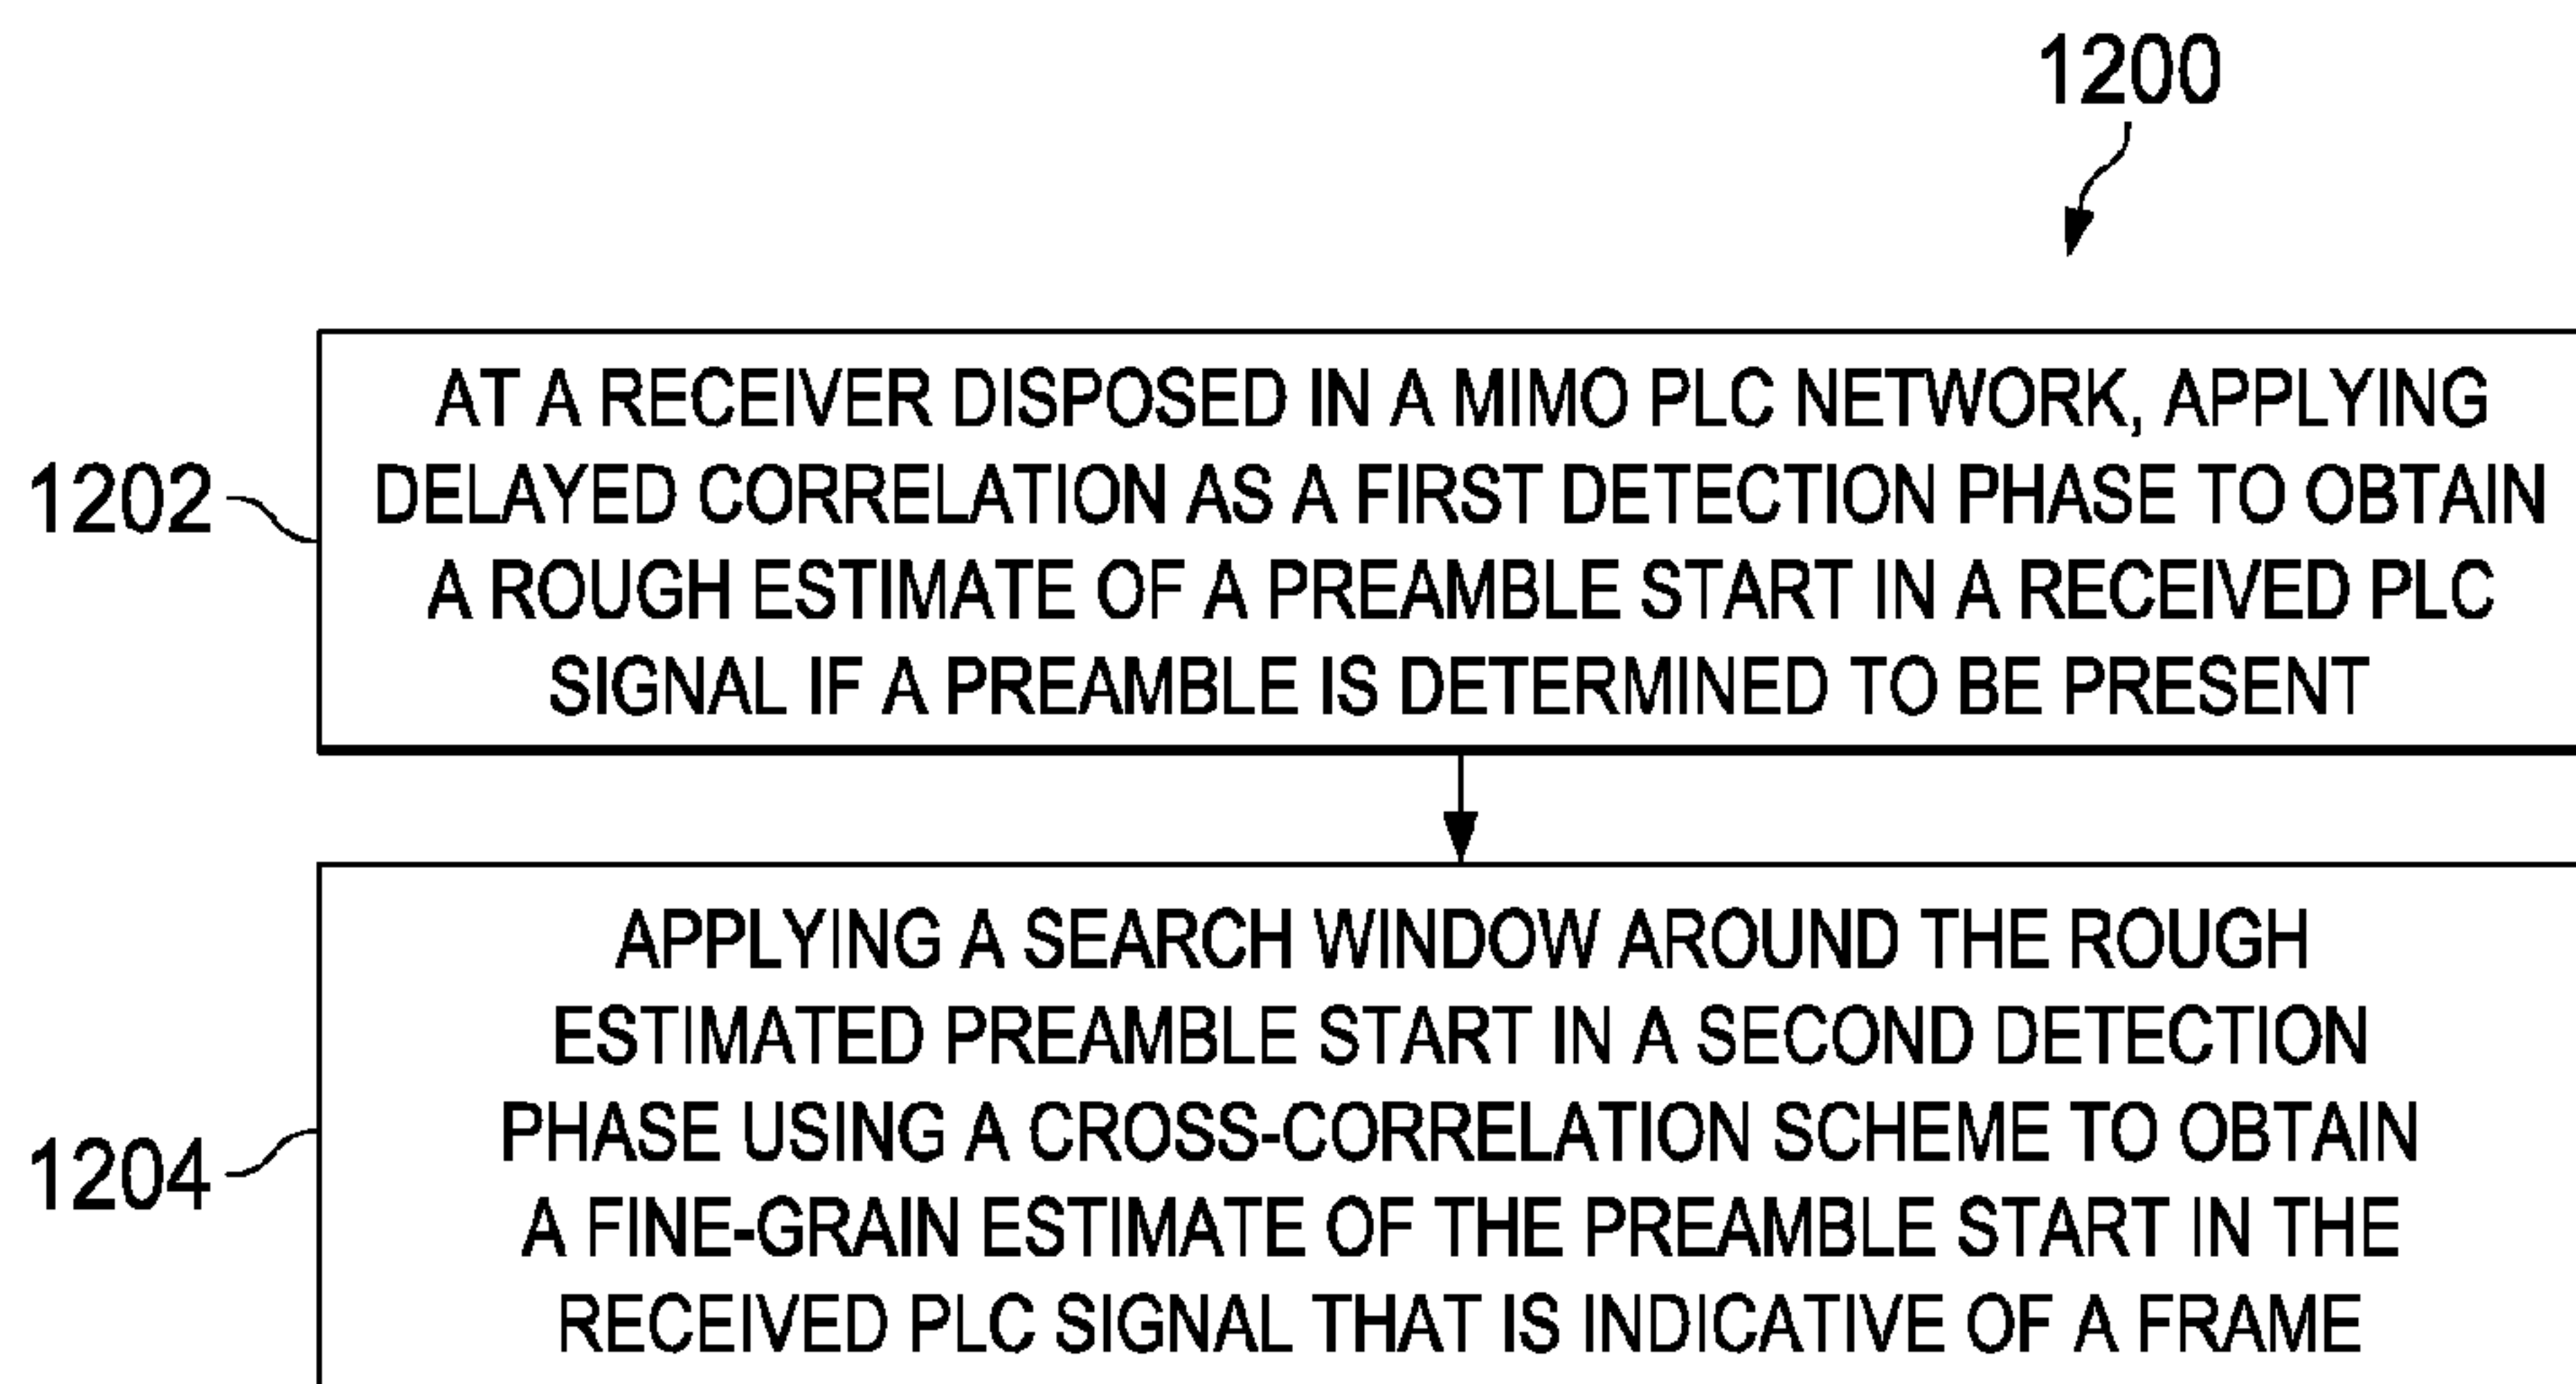 1200
1202
AT A RECEIVER DISPOSED IN A MIMO PLC NETWORK, APPLYING
DELAYED CORRELATION AS A FIRST DETECTION PHASE TO OBTAIN
A ROUGH ESTIMATE OF A PREAMBLE START IN A RECEIVED PLC
SIGNAL IF A PREAMBLE IS DETERMINED TO BE PRESENT
1204
APPLYING A SEARCH WINDOW AROUND THE ROUGH
ESTIMATED PREAMBLE START IN A SECOND DETECTION
PHASE USING A CROSS-CORRELATION SCHEME TO OBTAIN
A FINE-GRAIN ESTIMATE OF THE PREAMBLE START IN THE
RECEIVED PLC SIGNAL THAT IS INDICATIVE OF A FRAME